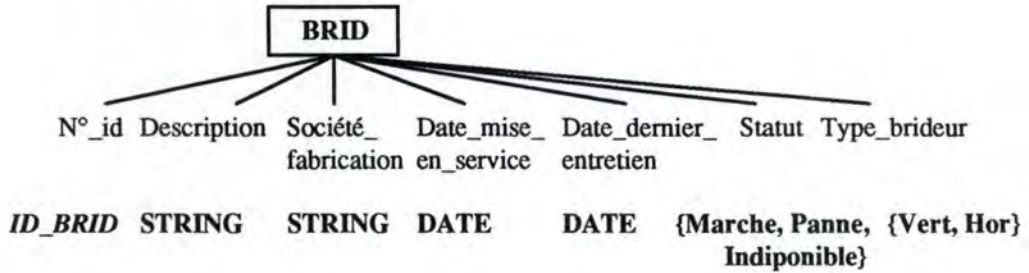 BRID
N°_id Description Société_ Date_mise_ Date_dernier_ Statut Type_brideur
fabrication en_service entretien
ID_BRID STRING STRING DATE DATE {Marche, Panne, {Vert, Hor}
Indiponible}